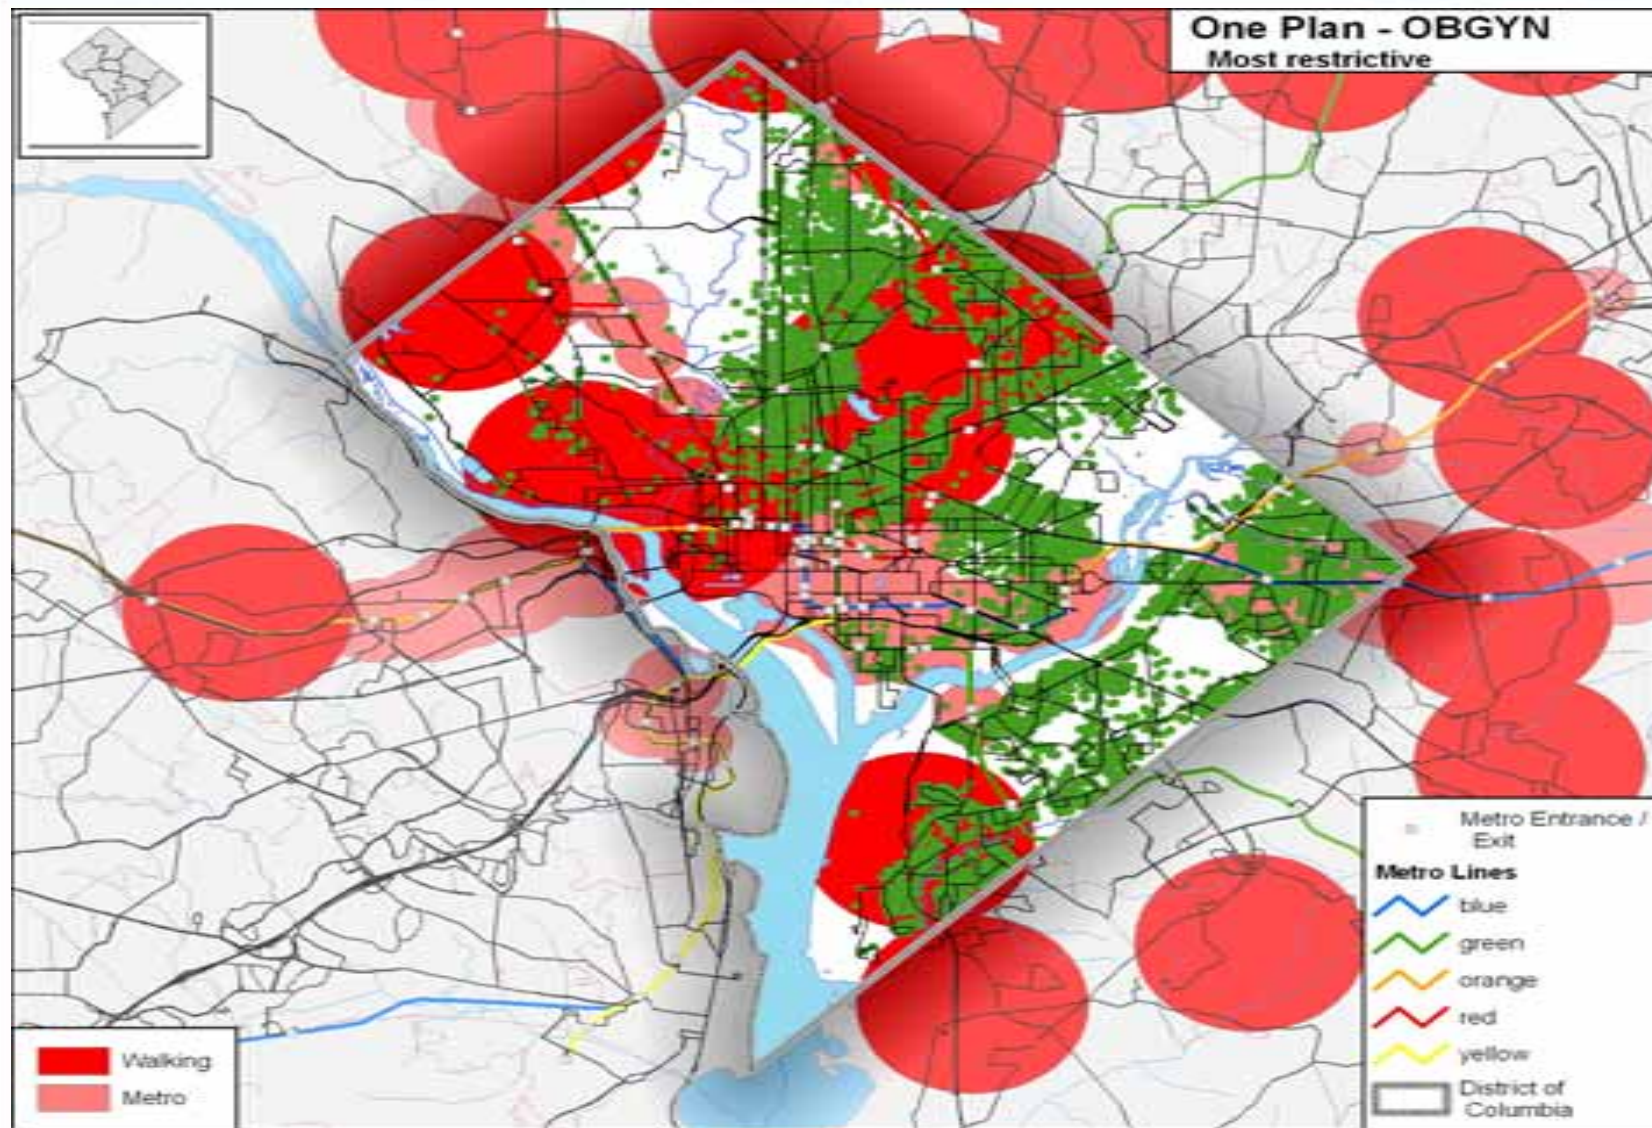 One Plan - OBGYN
Most restrictive
Metro Entrance /
Exit
Metro Lines
blue
green
orange
red
yellow
District of
Columbia
Walking
Metro